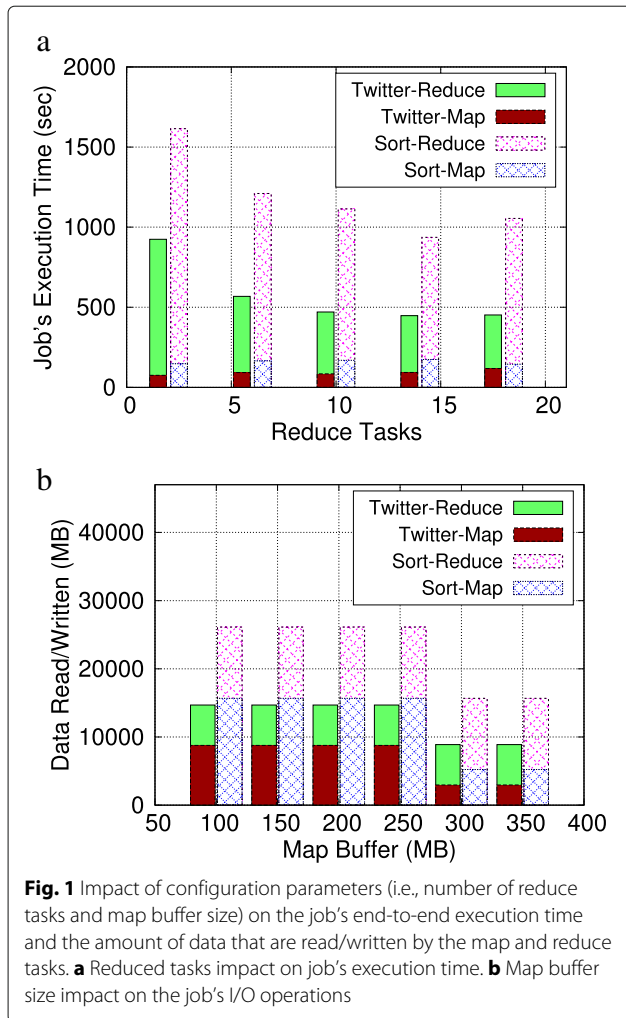 a
2000
1500
1000
500
0
Job's Execution Time (sec)
Twitter-Reduce
Twitter-Map
Sort-Reduce
Sort-Map
0 5 10 15 20
Reduce Tasks
b
40000
30000
20000
10000
0
Data Read/Written (MB)
Twitter-Reduce
Twitter-Map
Sort-Reduce
Sort-Map
50 100 150 200 250 300 350 400
Map Buffer (MB)
Fig. 1 Impact of configuration parameters (i.e., number of reduce
tasks and map buffer size) on the job's end-to-end execution time
and the amount of data that are read/written by the map and reduce
tasks. a Reduced tasks impact on job's execution time. b Map buffer
size impact on the job's I/O operations